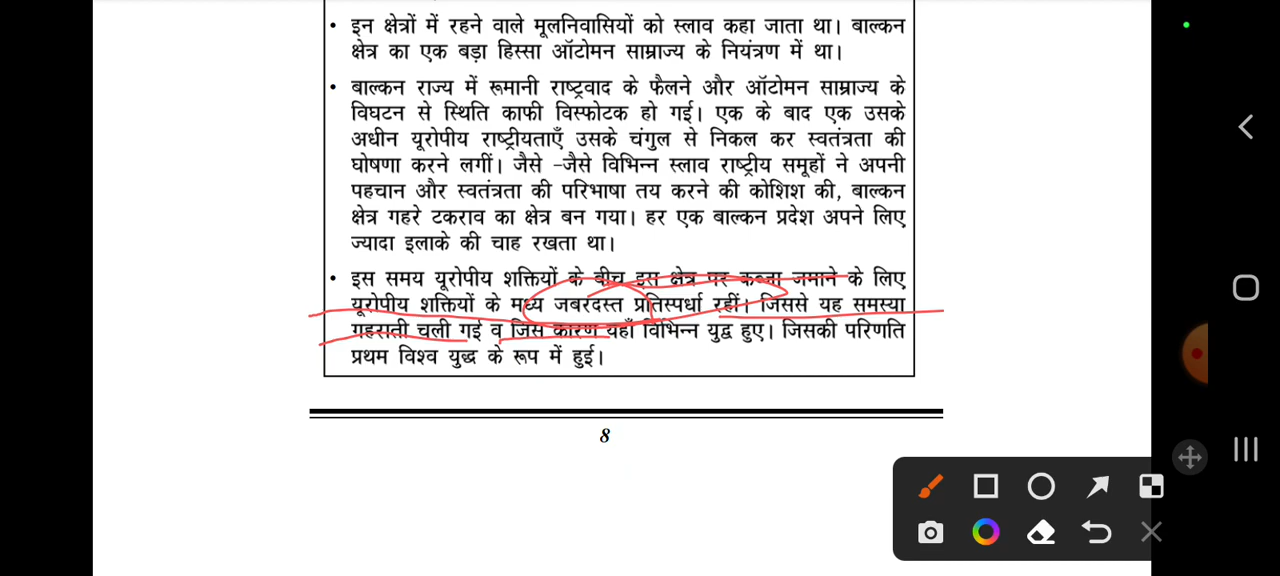 • इन क्षेत्रों में रहने वाले मूलनिवासियों को स्लाव कहा जाता था। बाल्कन
क्षेत्र का एक बड़ा हिस्सा ऑटोमन साम्राज्य के नियंत्रण में था।
• बाल्कन राज्य में रूमानी राष्ट्रवाद के फैलने और ऑटोमन साम्राज्य के
विघटन से स्थिति काफी विस्फोटक हो गई। एक के बाद एक उसके
अधीन यूरोपीय राष्ट्रीयताएँ उसके चंगुल से निकल कर स्वतंत्रता की
घोषणा करने लगीं। जैसे -जैसे विभिन्न स्लाव राष्ट्रीय समूहों ने अपनी
पहचान और स्वतंत्रता की परिभाषा तय करने की कोशिश की, बाल्कन
क्षेत्र गहरे टकराव का क्षेत्र बन गया। हर एक बाल्कन प्रदेश अपने लिए
ज्यादा इलाके की चाह रखता था।
• इस समय यूरोपीय शक्तियों के बीच इस क्षेत्र पर कब्जा जमाने के लिए
यूरोपीय शक्तियों के मध्य जबरदस्त प्रतिस्पर्धा रहीं। जिससे यह समस्या
गहराती चली गई व जिस कारण यहाँ विभिन्न युद्व हुए। जिसकी परिणति
प्रथम विश्व युद्ध के रूप में हुई।
8